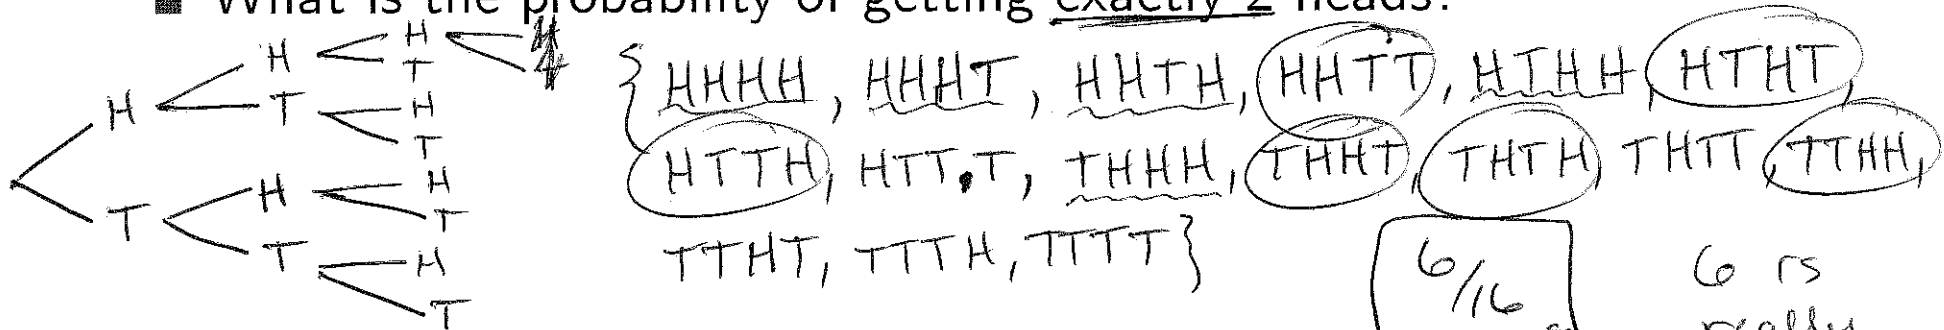 What is the probability of getting exactly 2 heads?
H H H
T
H T H
T
T H H
T
T H
T
{ HHHH, HHHT, HHTH, HHTT, HTHH, HTHT,
HTTH, HTTT, THHH, THHT, THTH, THTT, TTHH,
TTHT, TTTH, TTTT }
6/16
6 is
really